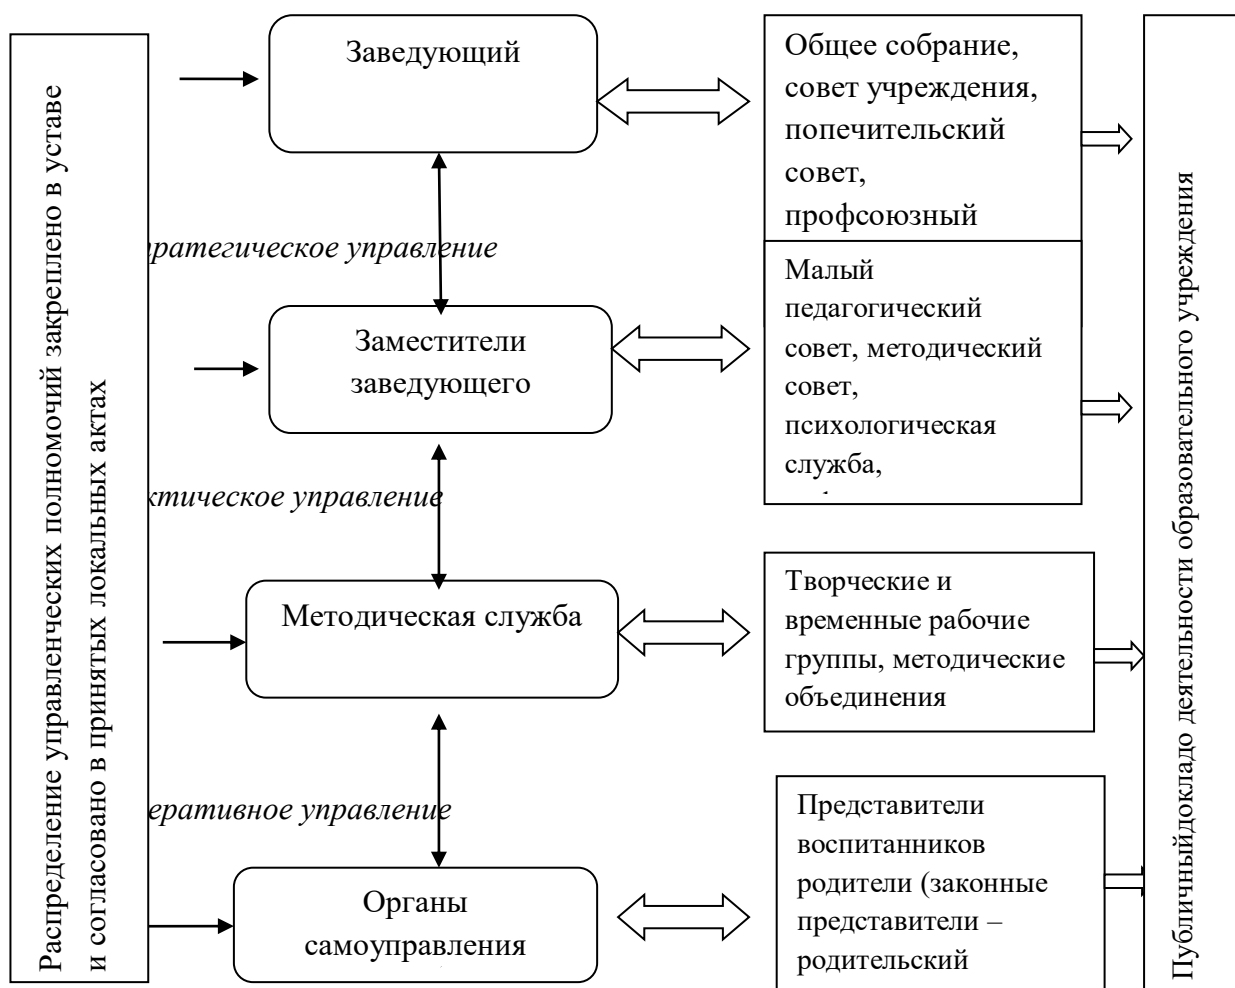 Распределение управленческих полномочий закреплено в уставе
и согласовано в принятых локальных актах
Заведующий
Общее собрание,
совет учреждения,
попечительский
совет,
профсоюзный
тратегическое управление
Заместители
заведующего
Малый
педагогический
совет, методический
совет,
психологическая
служба,
ктическое управление
Методическая служба
Творческие и
временные рабочие
группы, методические
объединения
еративное управление
Органы
самоуправления
Представители
воспитанников
родители (законные
представители –
родительский
Публичныйдокладо деятельности образовательного учреждения